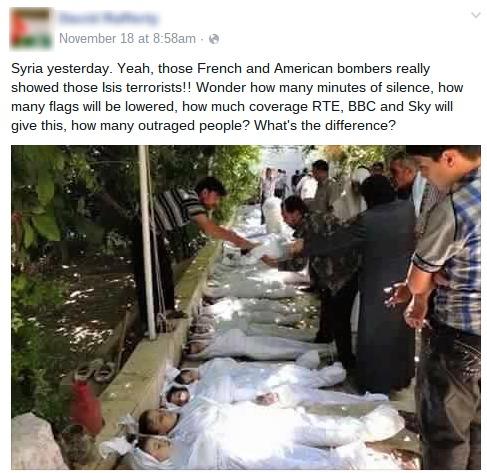 November 18 at 8:58am ·
Syria yesterday. Yeah, those French and American bombers really
showed those Isis terrorists!! Wonder how many minutes of silence, how
many flags will be lowered, how much coverage RTE, BBC and Sky will
give this, how many outraged people? What's the difference?